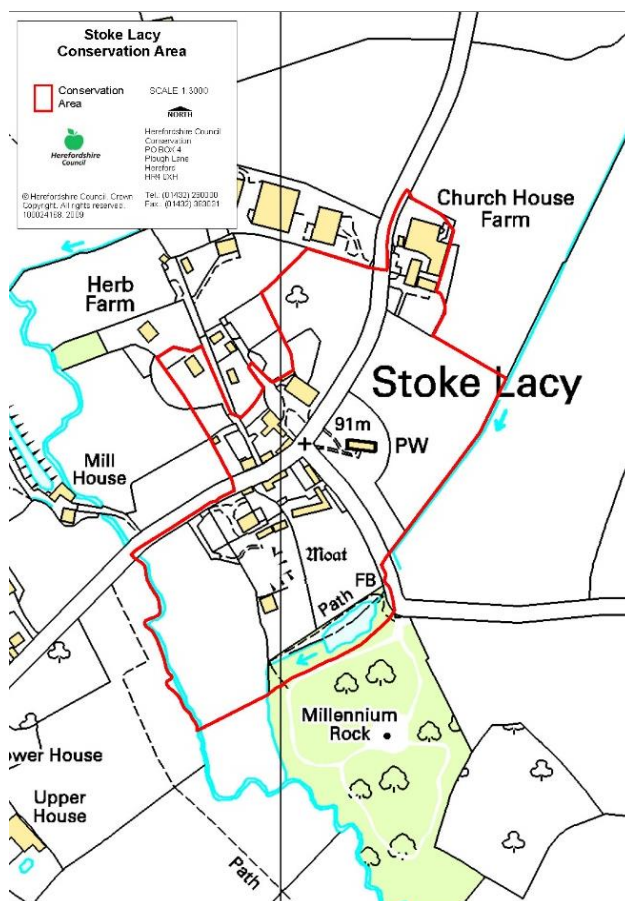 Stoke Lacy
Conservation Area
Conservation
Area
SCALE 1:3000
NORTH
Herefordshire
Council
Herefordshire Council
Conservation
PO BOX 4
Plough Lane
Hereford
HR4 0XH
© Herefordshire Council. Crown
Copyright. All rights reserved.
100024168. 2009
Tel. (01432) 260000
Fax.
Church House
Farm
Herb
Farm
Stoke Lacy
91m
PW
Mill
House
Moat
FB
Path
Millennium
Rock
ower House
Upper
House
Path